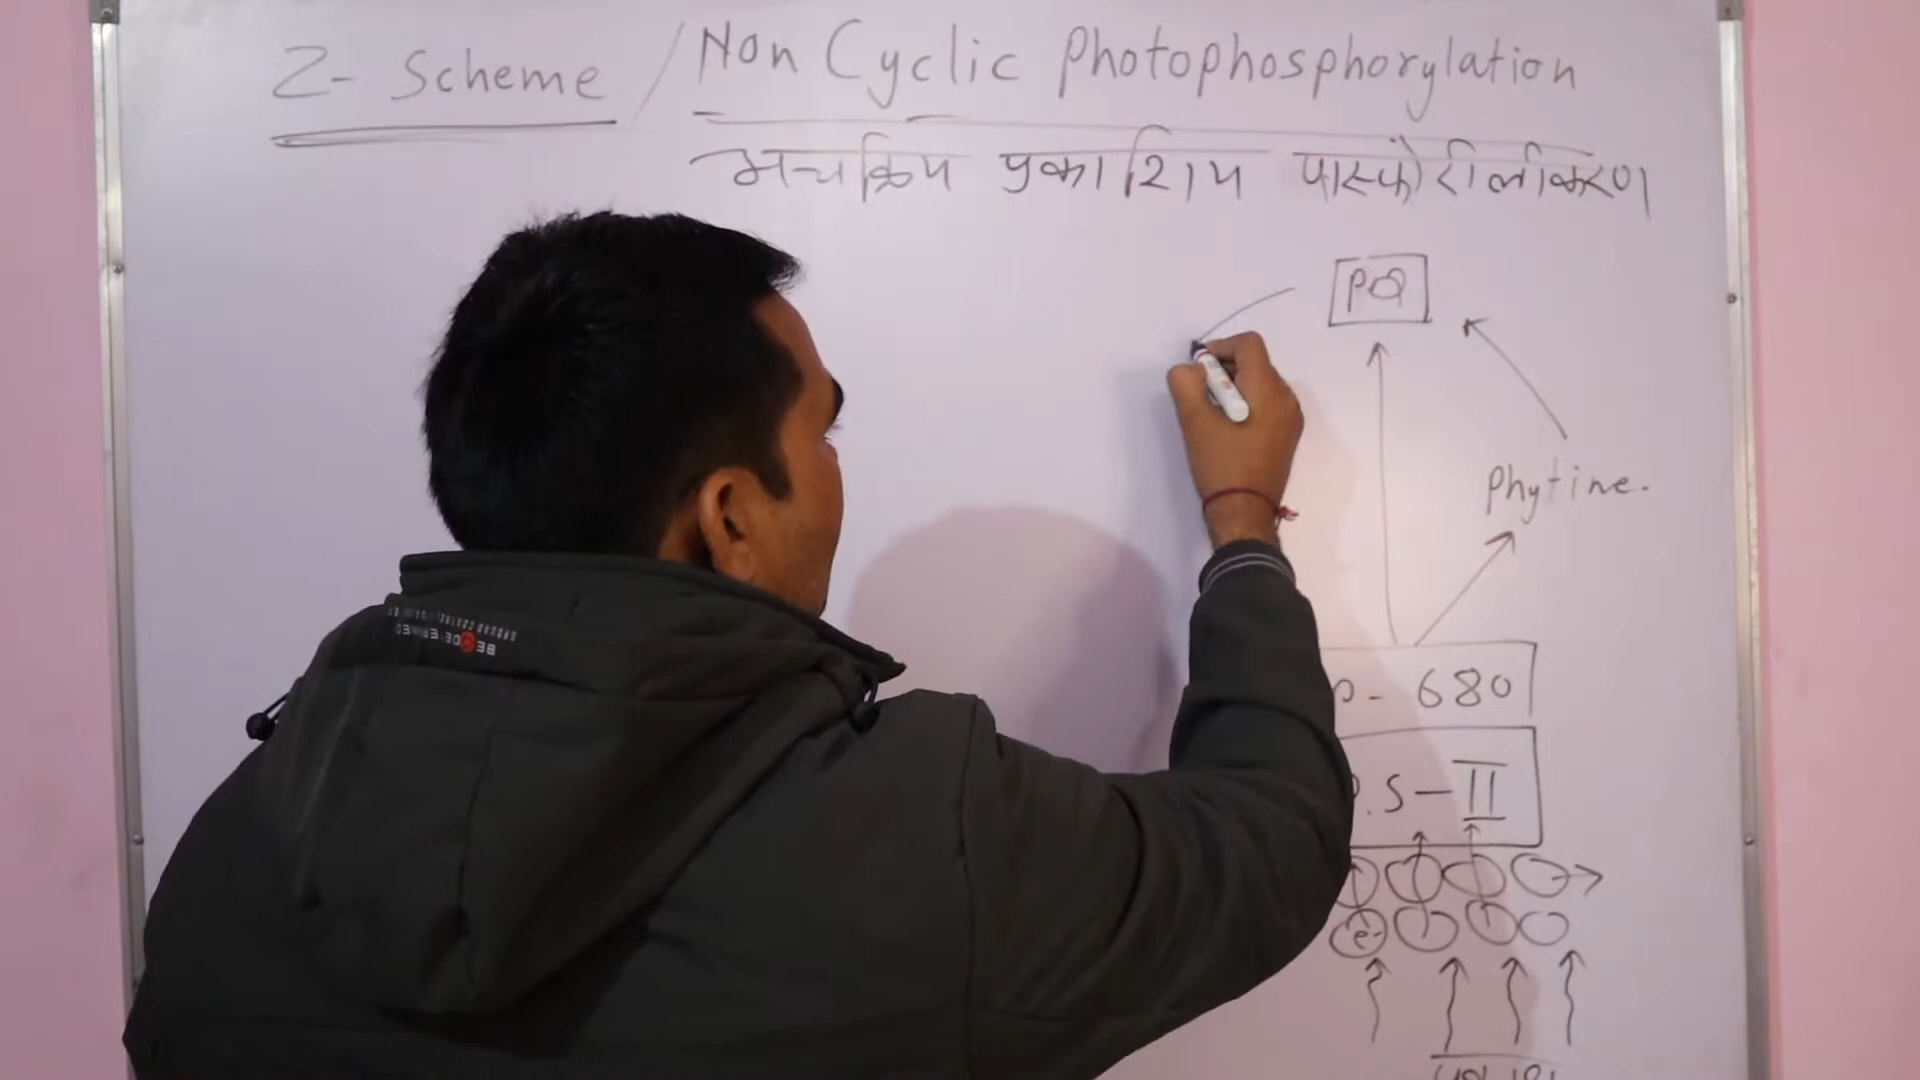 Z- Scheme / Non Cyclic Photophosphorylation
अचक्रिय प्रकाशिय फास्फोरीलीकरण
PQ
Phytine.
P- 680
P.S-II
e-